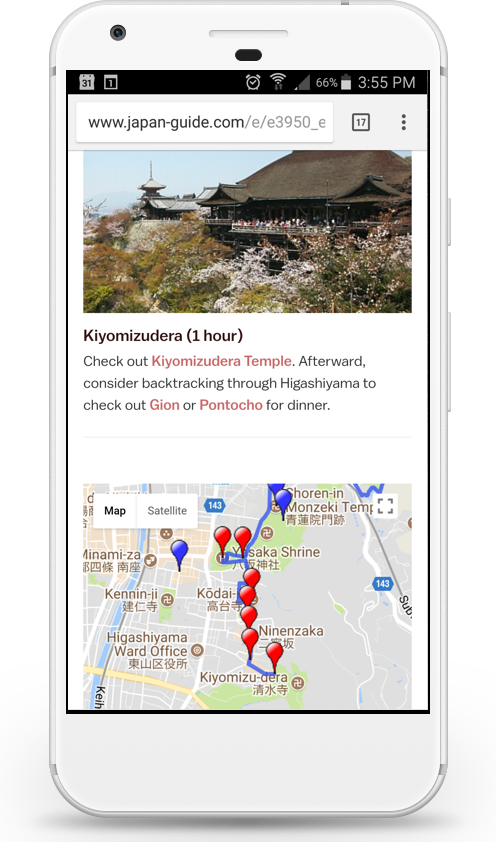 31
1
66%
3:55 PM
www.japan-guide.com/e/e3950_e
17
Kiyomizudera (1 hour)
Check out Kiyomizudera Temple. Afterward,
consider backtracking through Higashiyama to
check out Gion or Pontocho for dinner.
Map
Satellite
143
Shoren-in
Monzeki Temp
青蓮院門跡
Minami-za
都四條 南座
Yasaka Shrine
八坂神社
143
Kennin-ji
建仁寺
Kōdai-
高台寺
Ninenzaka
二寧坂
Higashiyama
Ward Office
東山区役所
Kiyomizu-dera
清水寺
Keih
Sub